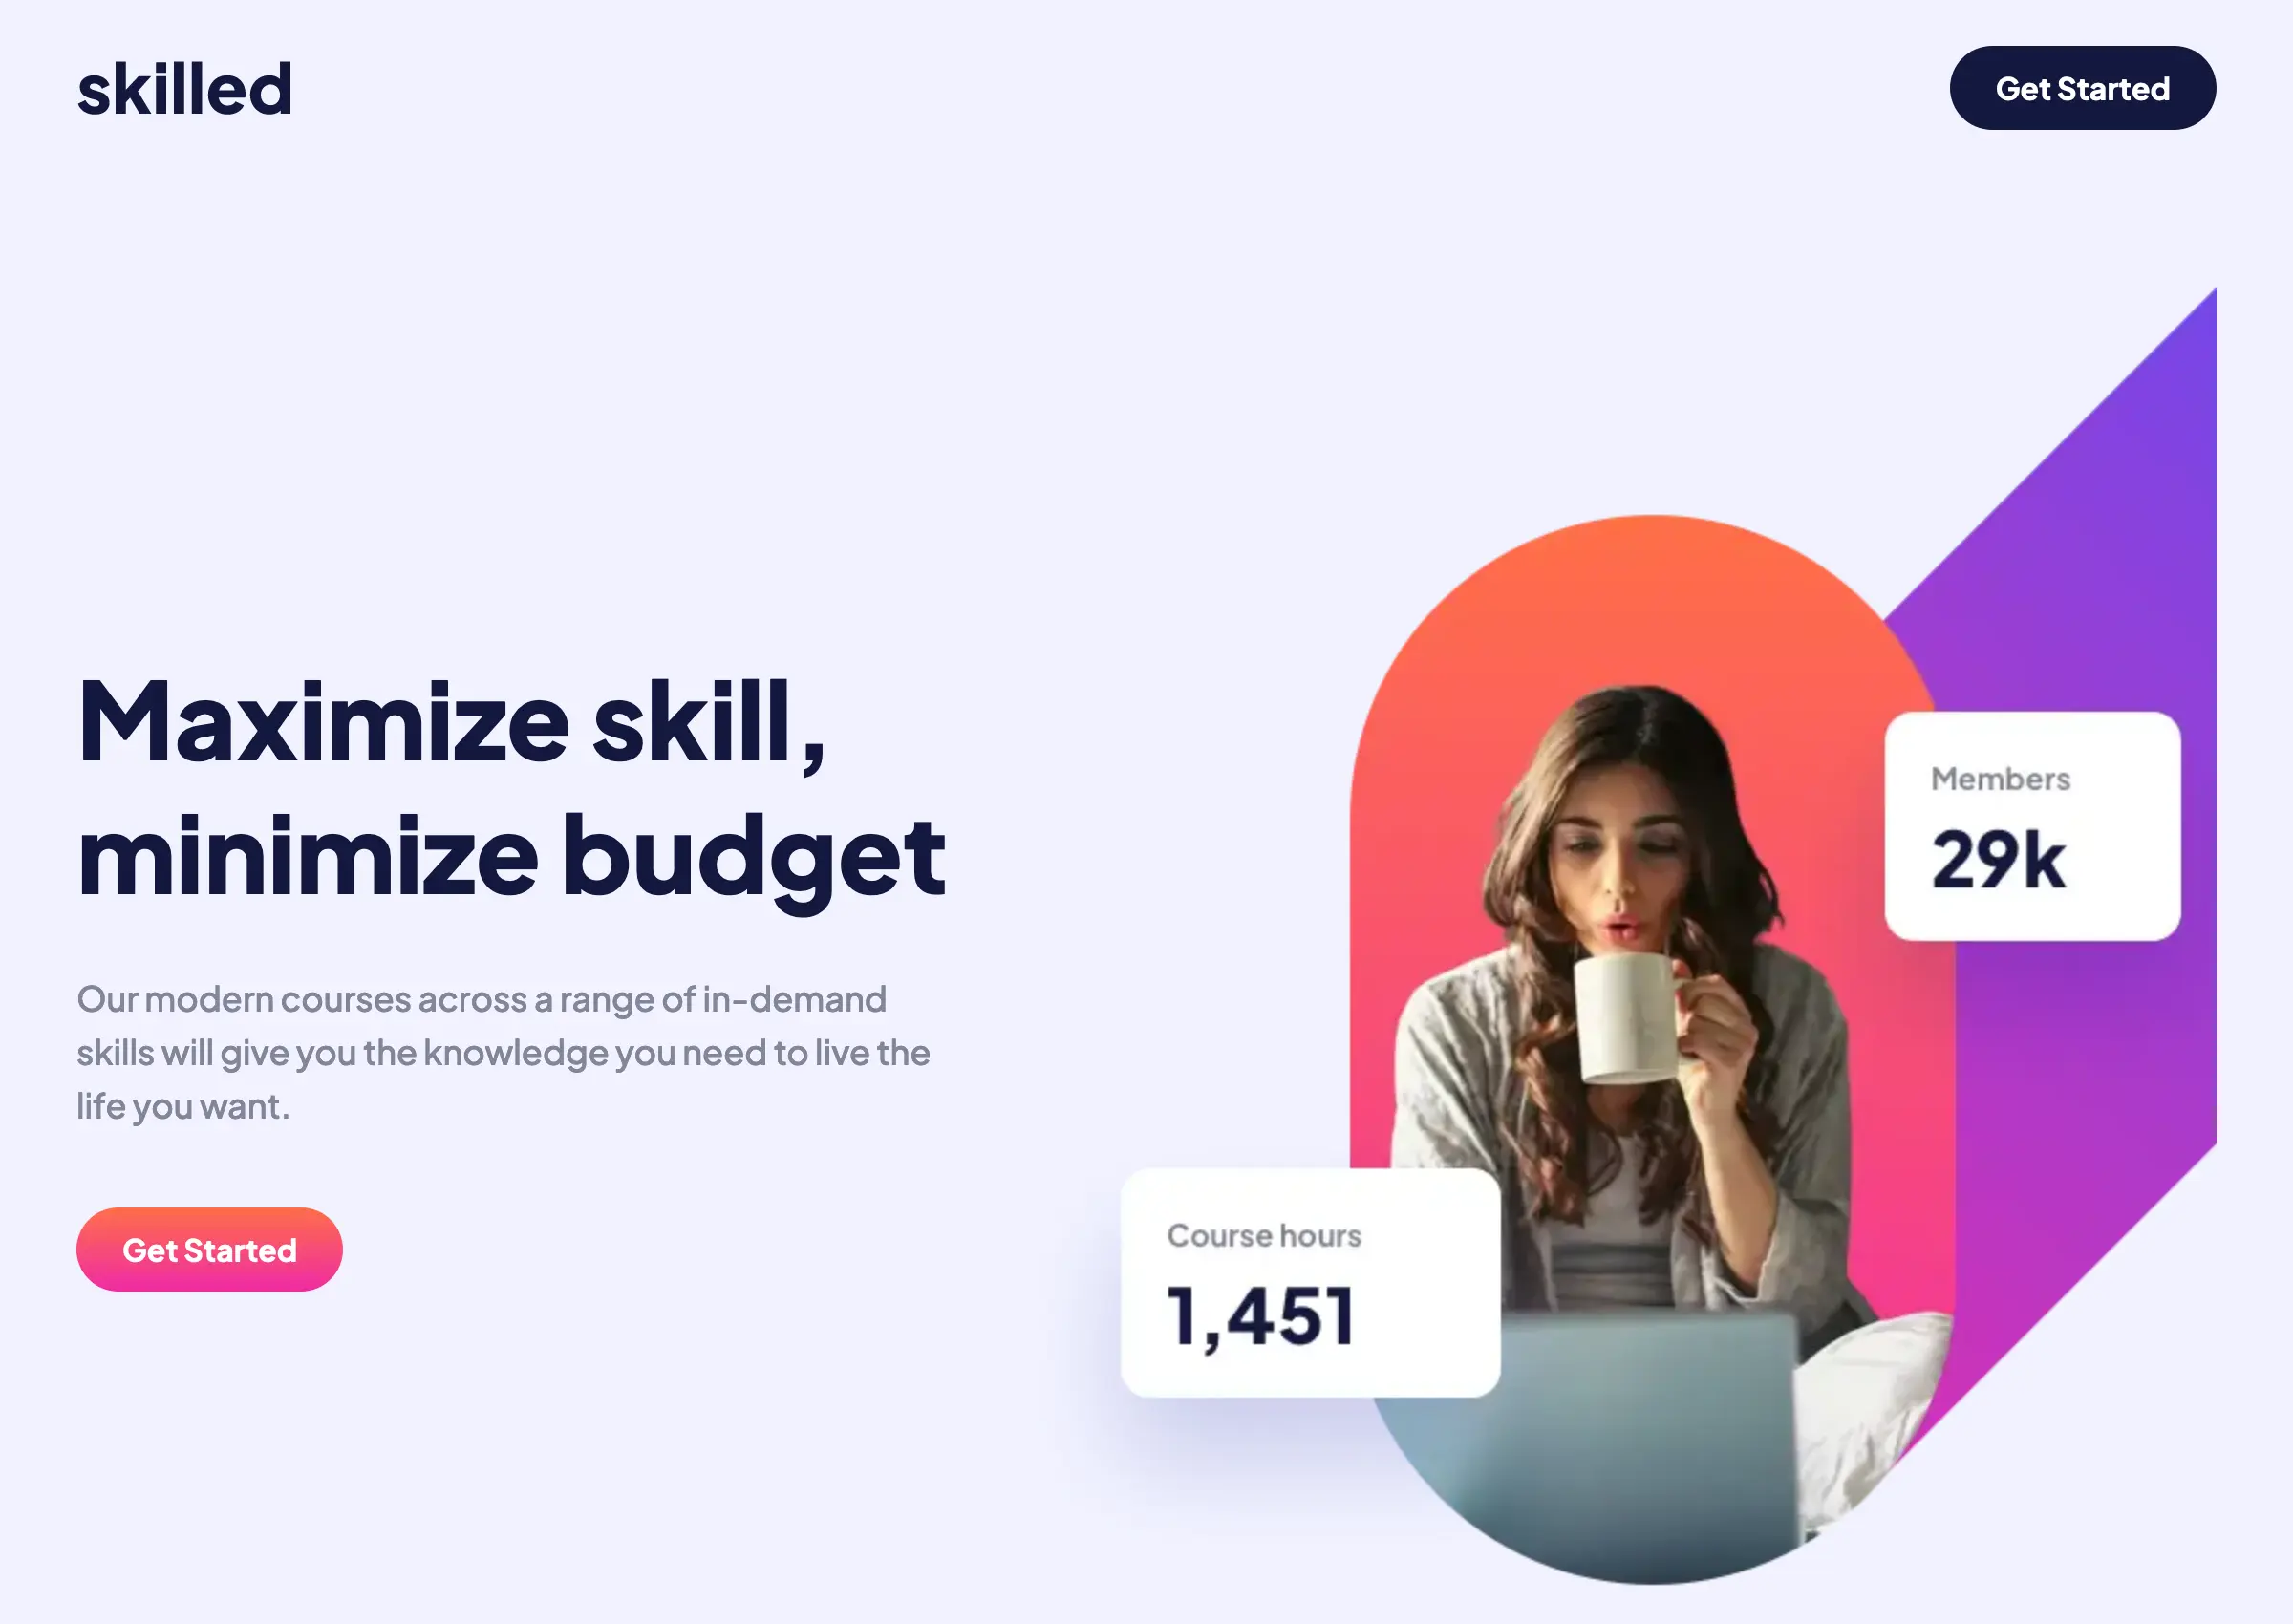 skilled
Get Started
Maximize skill,
minimize budget
Our modern courses across a range of in-demand
skills will give you the knowledge you need to live the
life you want.
Get Started
Members
29k
Course hours
1,451